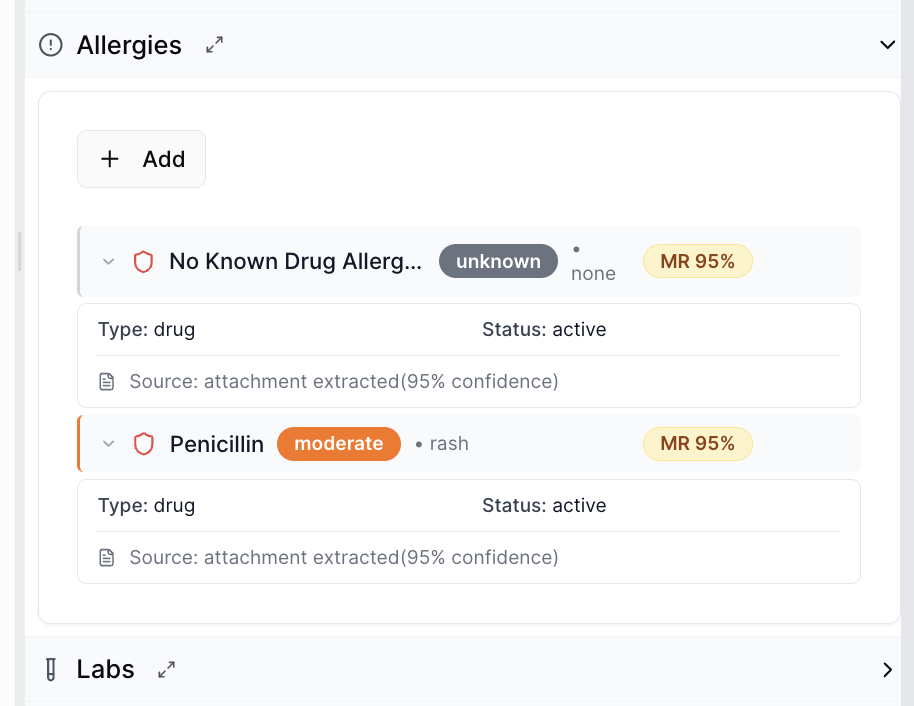 Allergies
+ Add
No Known Drug Allerg... unknown • none MR 95%
Type: drug Status: active
Source: attachment extracted(95% confidence)
Penicillin moderate • rash MR 95%
Type: drug Status: active
Source: attachment extracted(95% confidence)
Labs